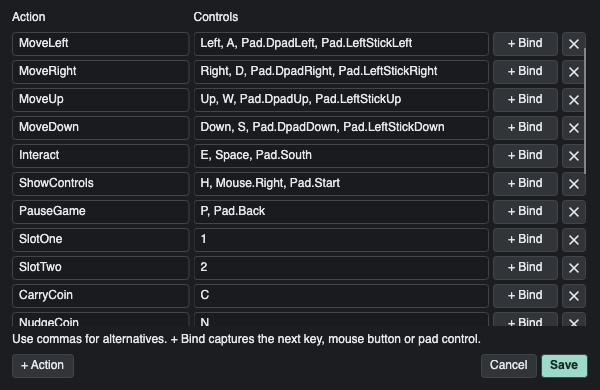 Action Controls
MoveLeft Left, A, Pad.DpadLeft, Pad.LeftStickLeft + Bind ×
MoveRight Right, D, Pad.DpadRight, Pad.LeftStickRight + Bind ×
MoveUp Up, W, Pad.DpadUp, Pad.LeftStickUp + Bind ×
MoveDown Down, S, Pad.DpadDown, Pad.LeftStickDown + Bind ×
Interact E, Space, Pad.South + Bind ×
ShowControls H, Mouse.Right, Pad.Start + Bind ×
PauseGame P, Pad.Back + Bind ×
SlotOne 1 + Bind ×
SlotTwo 2 + Bind ×
CarryCoin C + Bind ×
NudgeCoin N + Bind ×
Use commas for alternatives. + Bind captures the next key, mouse button or pad control.
+ Action Cancel Save